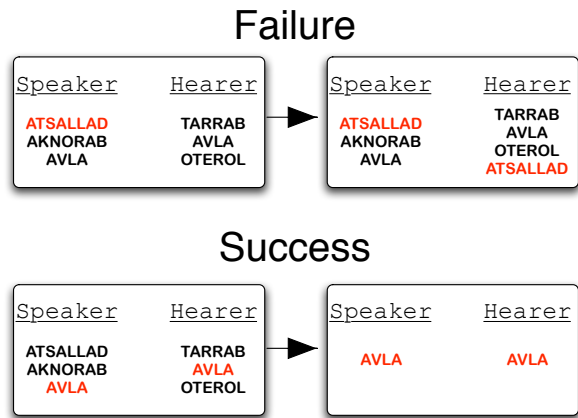 Failure
Speaker Hearer
ATSALLAD TARRAB
AKNORAB AVLA
AVLA OTEROL
Speaker Hearer
ATSALLAD TARRAB
AKNORAB AVLA
AVLA OTEROL
ATSALLAD
Success
Speaker Hearer
ATSALLAD TARRAB
AKNORAB AVLA
AVLA OTEROL
Speaker Hearer
AVLA AVLA